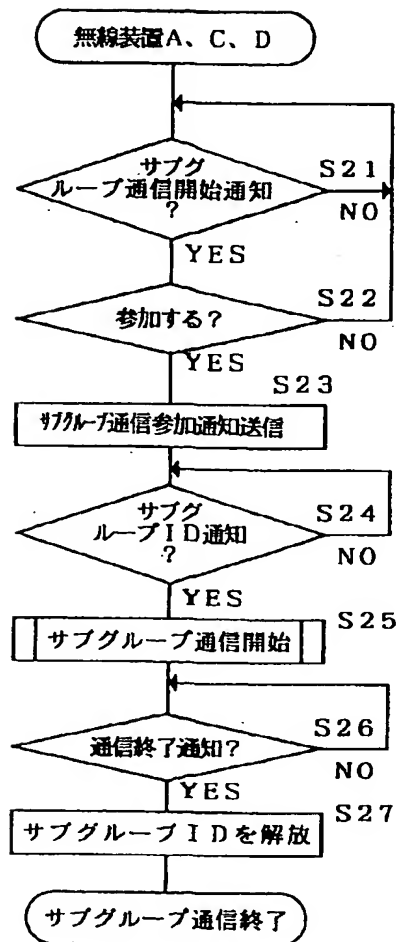 無線装置A、C、D
サブグ
ループ通信開始通知
?
S21
NO
YES
参加する?
S22
NO
YES
S23
サブグループ通信参加通知送信
サブグ
ループID通知
?
S24
NO
YES
S25
サブグループ通信開始
通信終了通知?
S26
NO
YES
S27
サブグループIDを解放
サブグループ通信終了